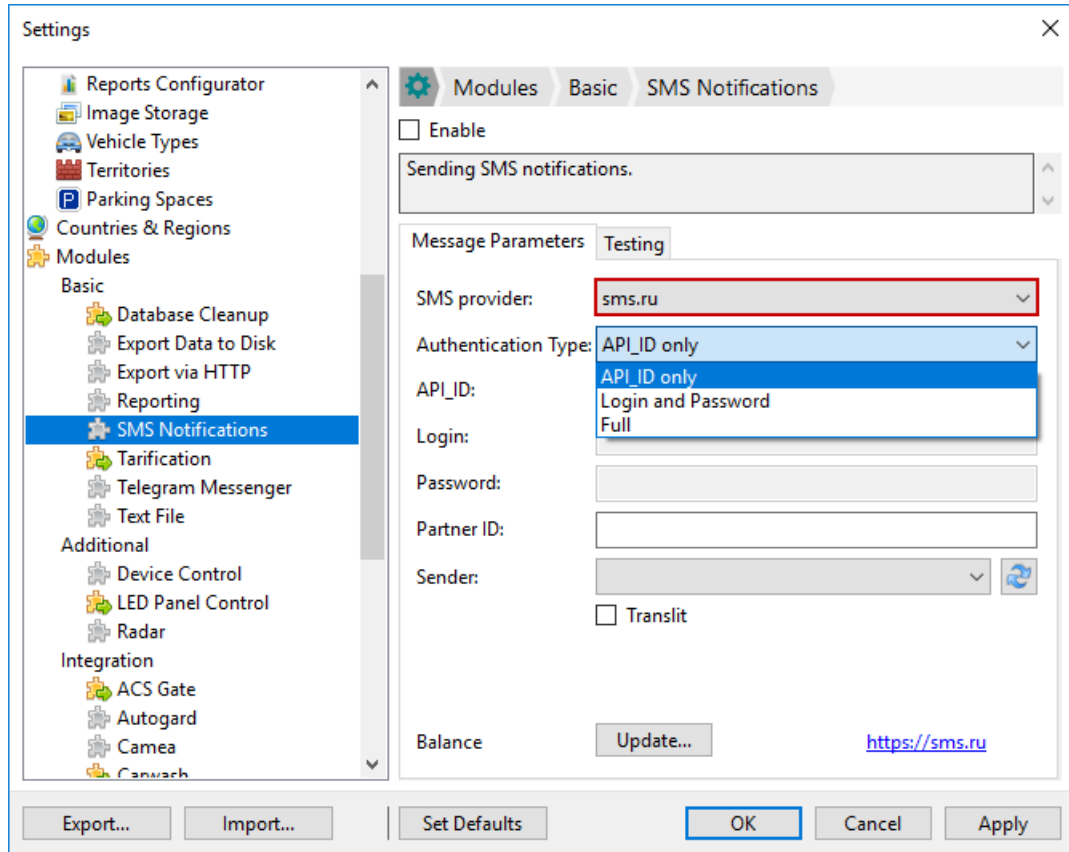 Settings
Reports Configurator
Image Storage
Vehicle Types
Territories
P Parking Spaces
Countries & Regions
Modules
Basic
Database Cleanup
Export Data to Disk
Export via HTTP
Reporting
SMS Notifications
Tarification
Telegram Messenger
Text File
Additional
Device Control
LED Panel Control
Radar
Integration
ACS Gate
Autogard
Camea
Carwash
Modules Basic SMS Notifications
Enable
Sending SMS notifications.
Message Parameters Testing
SMS provider: sms.ru
Authentication Type: API_ID only
API_ID only
Login and Password
Full
API_ID:
Login:
Password:
Partner ID:
Sender:
Translit
Balance Update... https://sms.ru
Export... Import... Set Defaults OK Cancel Apply